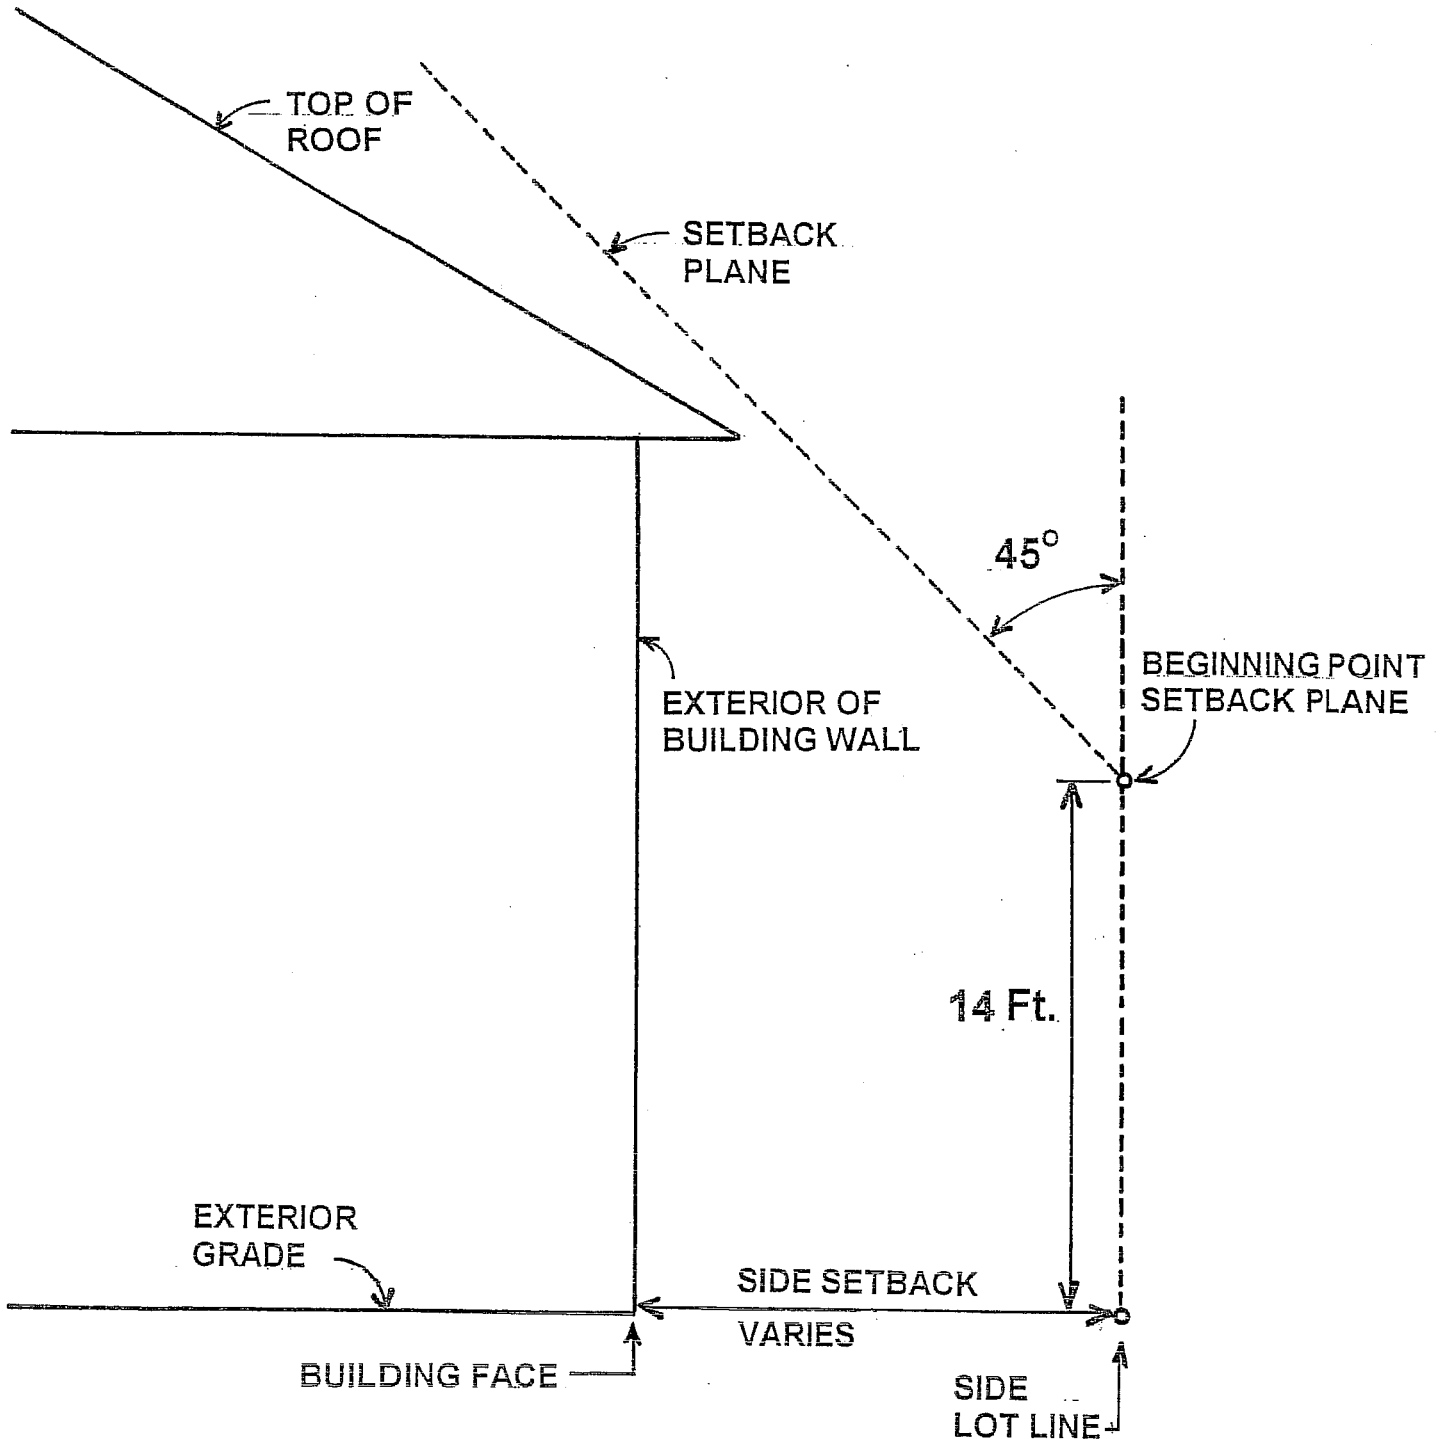 TOP OF
ROOF
SETBACK
PLANE
45°
BEGINNING POINT
SETBACK PLANE
EXTERIOR OF
BUILDING WALL
14 Ft.
EXTERIOR
GRADE
SIDE SETBACK
VARIES
BUILDING FACE
SIDE
LOT LINE